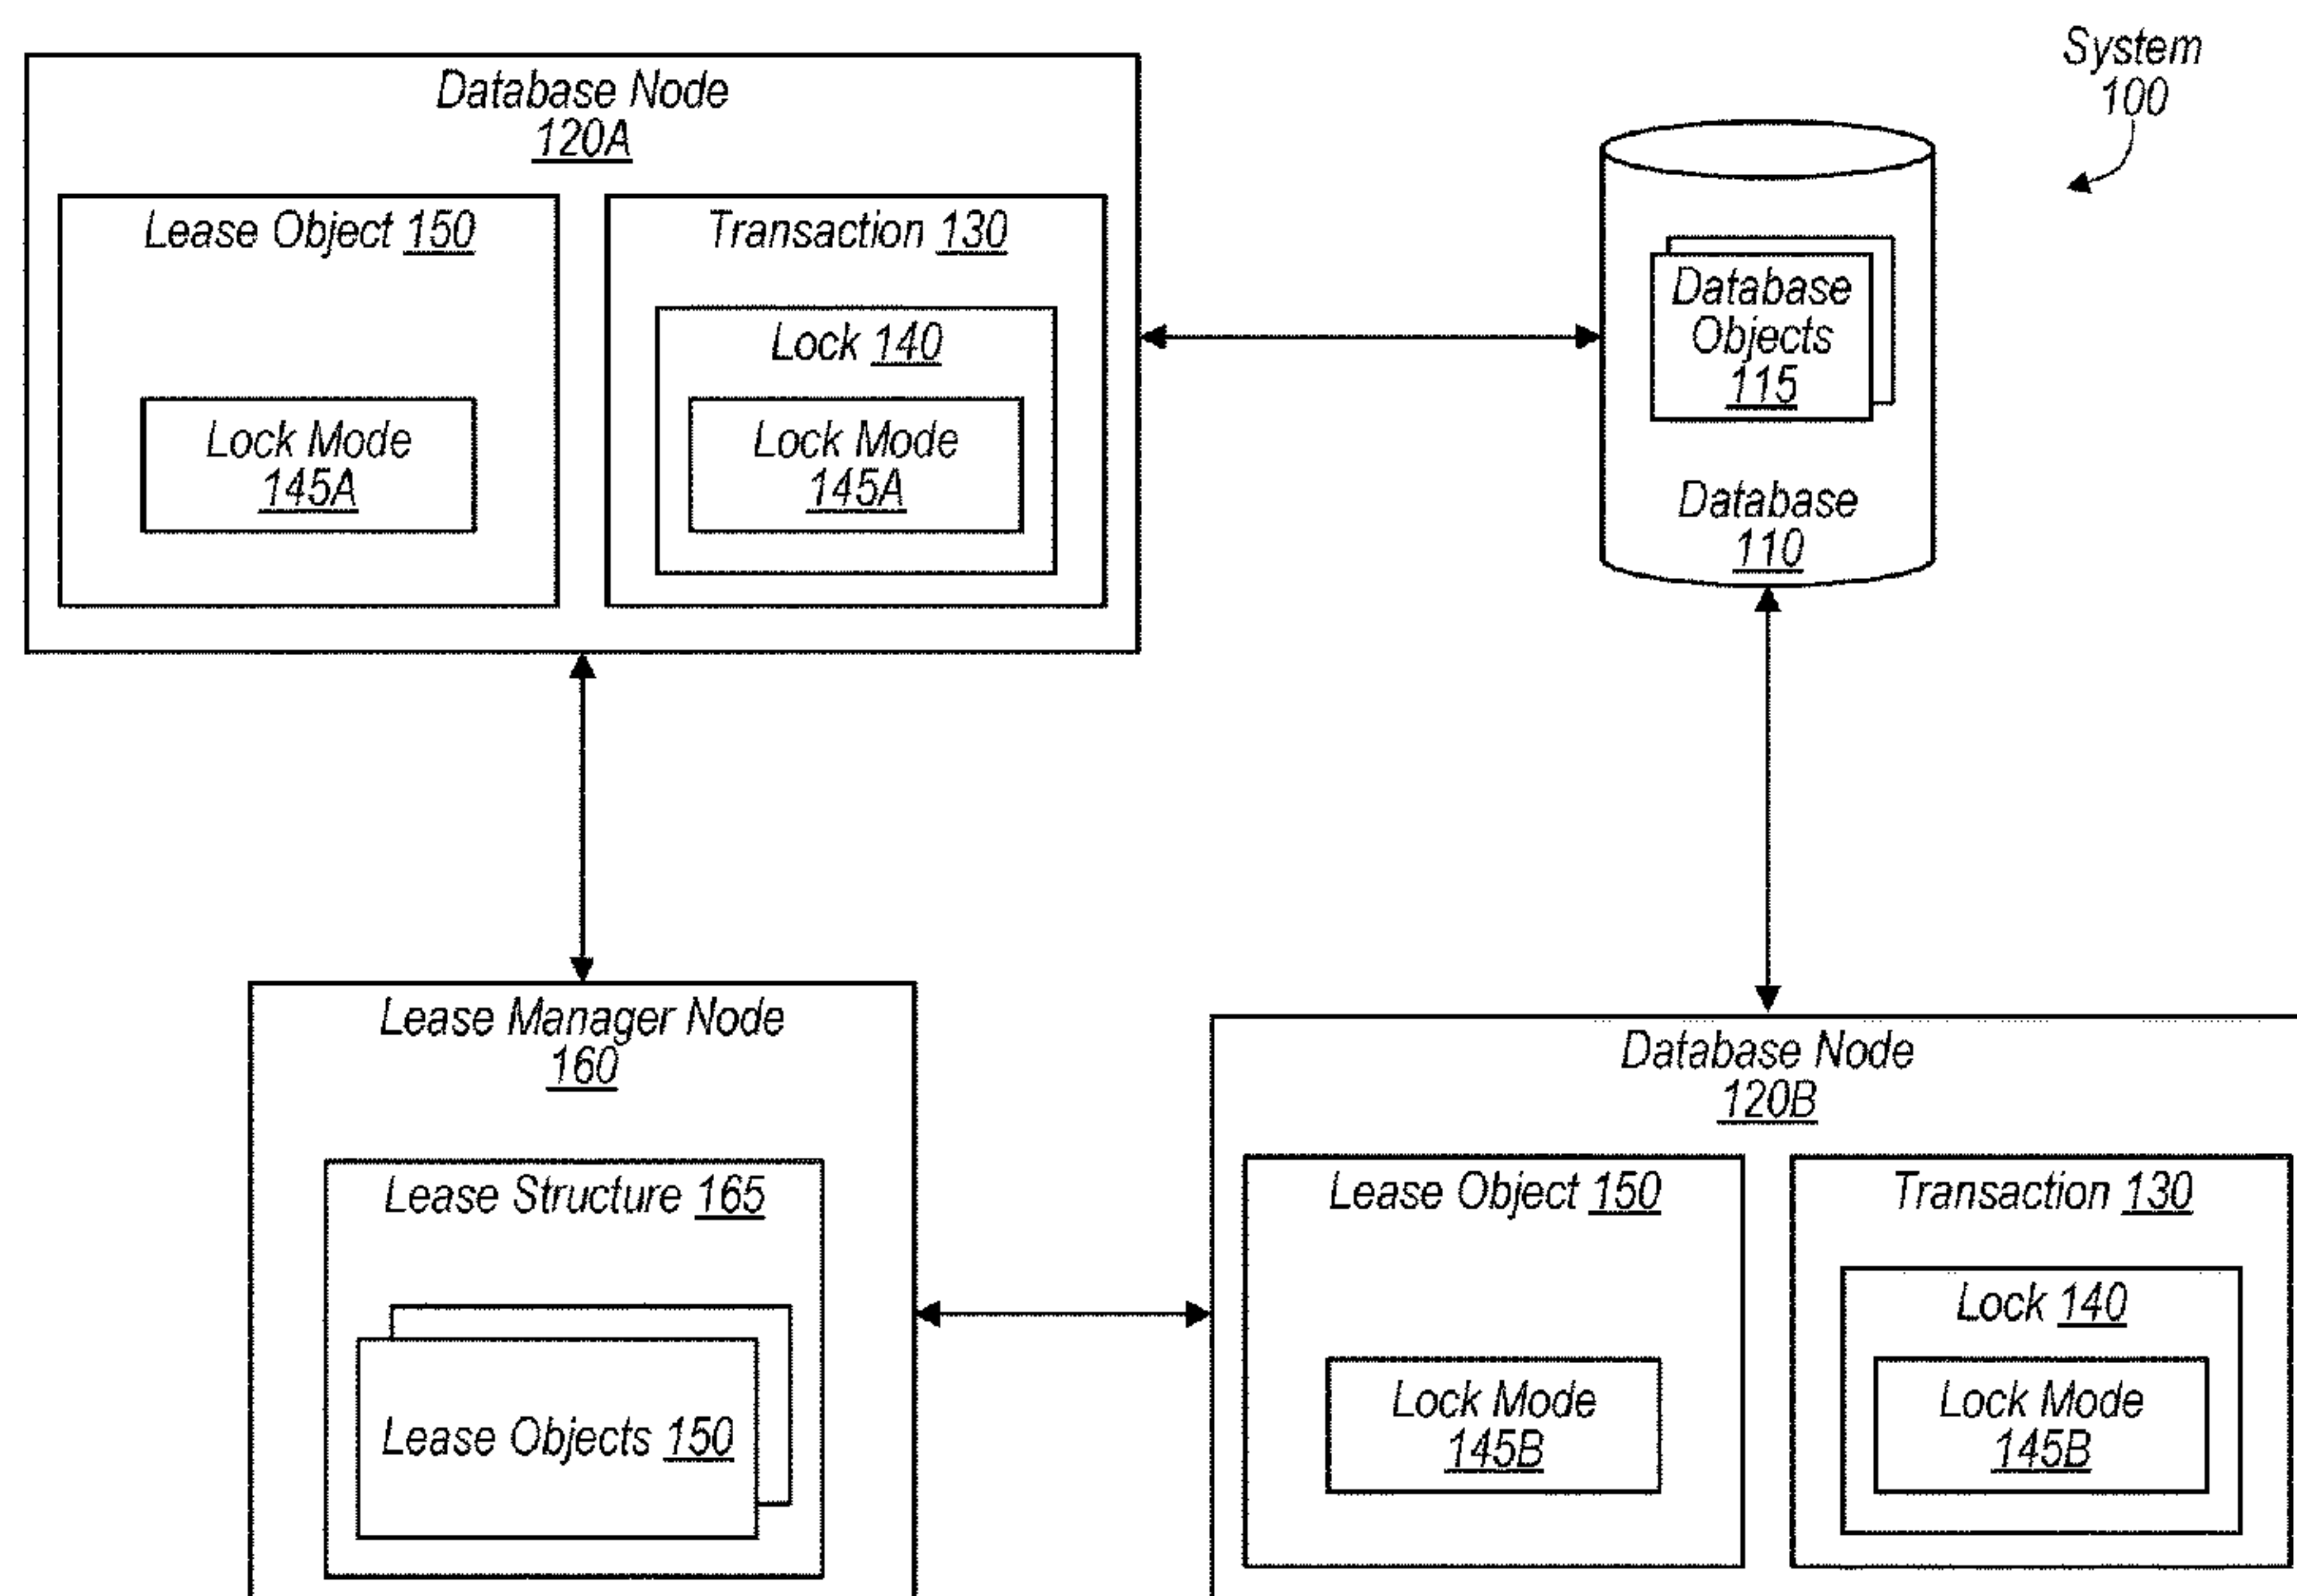 System
100
Database Node
120A
Lease Object 150
Lock Mode
145A
Transaction 130
Lock 140
Lock Mode
145A
Database
Objects
115
Database
110
Lease Manager Node
160
Lease Structure 165
Lease Objects 150
Database Node
120B
Lease Object 150
Lock Mode
145B
Transaction 130
Lock 140
Lock Mode
145B